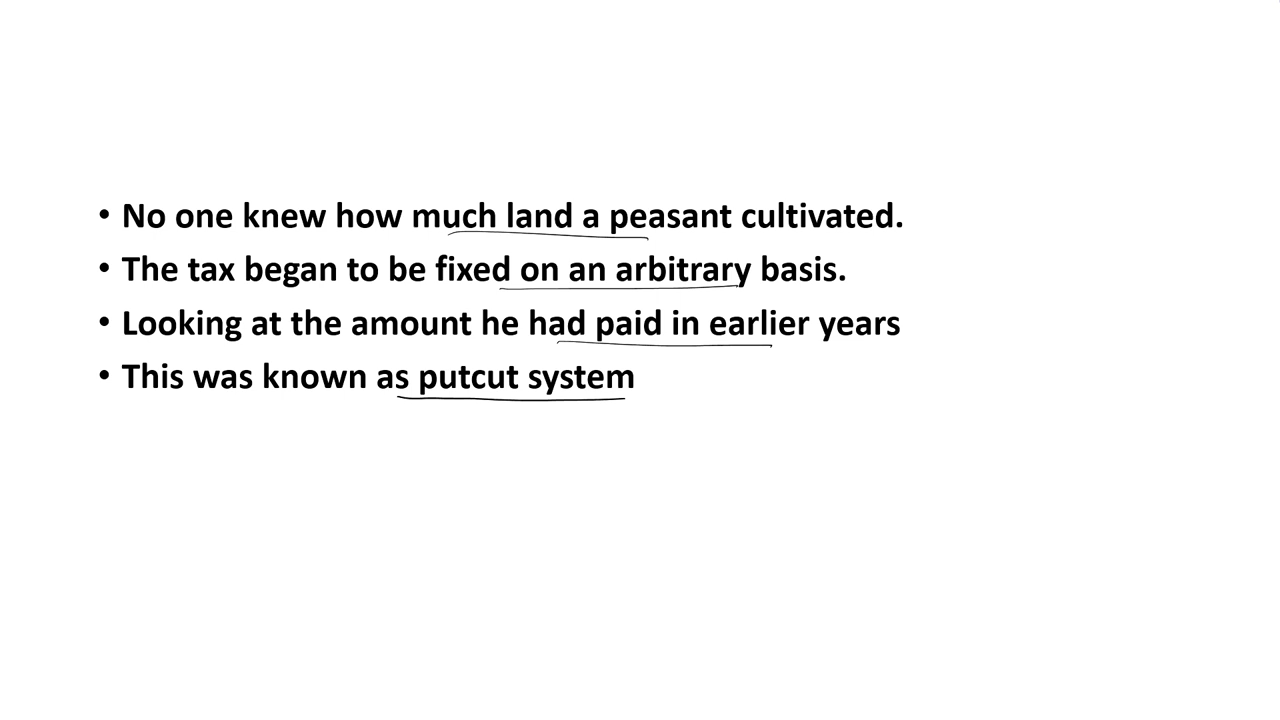 • No one knew how much land a peasant cultivated.
• The tax began to be fixed on an arbitrary basis.
• Looking at the amount he had paid in earlier years
• This was known as putcut system